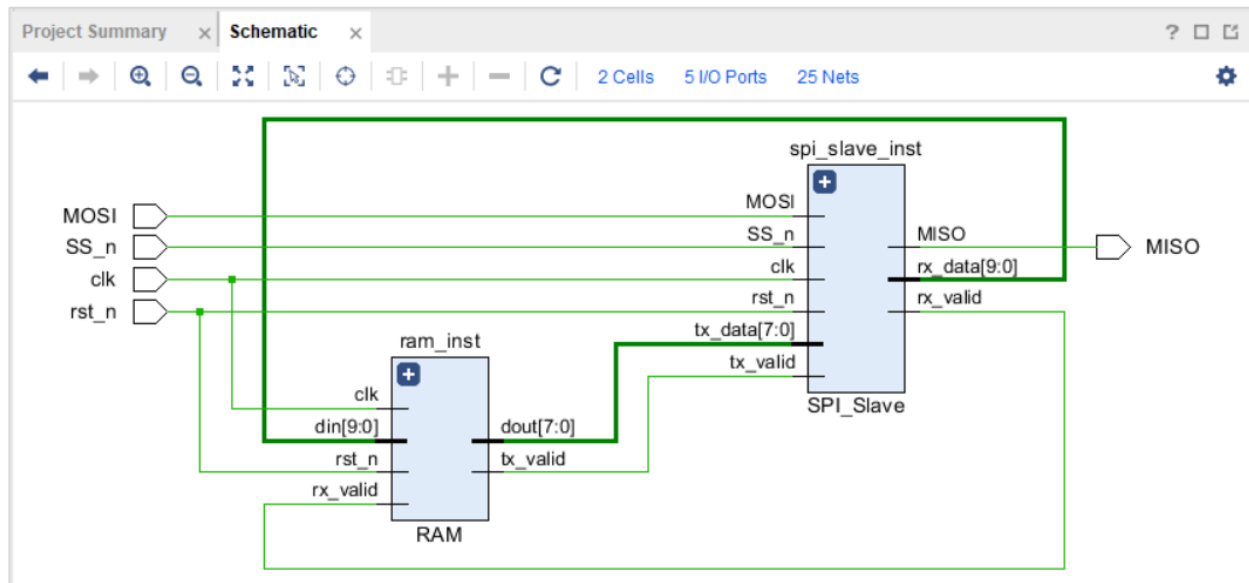 Project Summary × Schematic ×
? 
2 Cells 5 I/O Ports 25 Nets
spi_slave_inst
MOSI MOSI
SS_n SS_n MISO MISO
clk clk rx_data[9:0]
rst_n rst_n rx_valid
tx_data[7:0]
ram_inst
tx_valid
SPI_Slave
clk
din[9:0] dout[7:0]
rst_n tx_valid
rx_valid
RAM